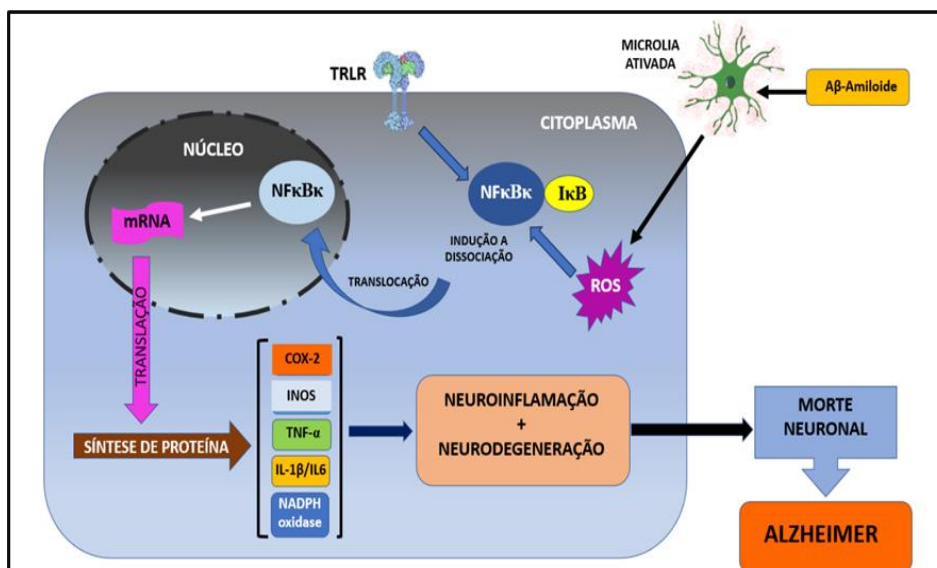 MICROLIA
ATIVADA
TRLR
Aβ-Amiloide
CITOPLASMA
NÚCLEO
NFκBκ
NFκBκ
IκB
mRNA
INDUÇÃO A
DISSOCIAÇÃO
TRANSLOCAÇÃO
ROS
TRANSLAÇÃO
COX-2
INOS
TNF-α
IL-1β/IL6
NADPH
oxidase
SÍNTESE DE PROTEÍNA
NEUROINFLAMAÇÃO
+
NEURODEGENERAÇÃO
MORTE
NEURONAL
ALZHEIMER